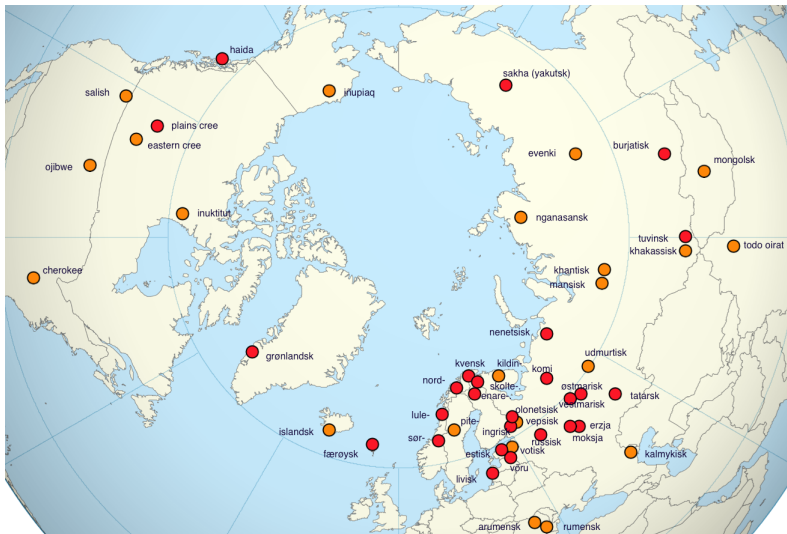 haida
sakha (yakutsk)
salish
iñupiaq
plains cree
eastern cree
ojibwe
evenki
burjatisk
mongolsk
inuktitut
nganasansk
tuvinsk
khakassisk
todo oirat
cherokee
khantisk
mansisk
nenetsisk
grønlandsk
kvensk
kildin-
komi
udmurtisk
nord-
skolte-
enare-
østmarisk
vestmarisk
tatarsk
lule-
pite-
olonetsisk
vepsisk
ingrisk
erzja
islandsk
sør-
russisk
moksja
færøysk
estisk
votisk
võru
kalmykisk
livisk
arumensk
rumensk